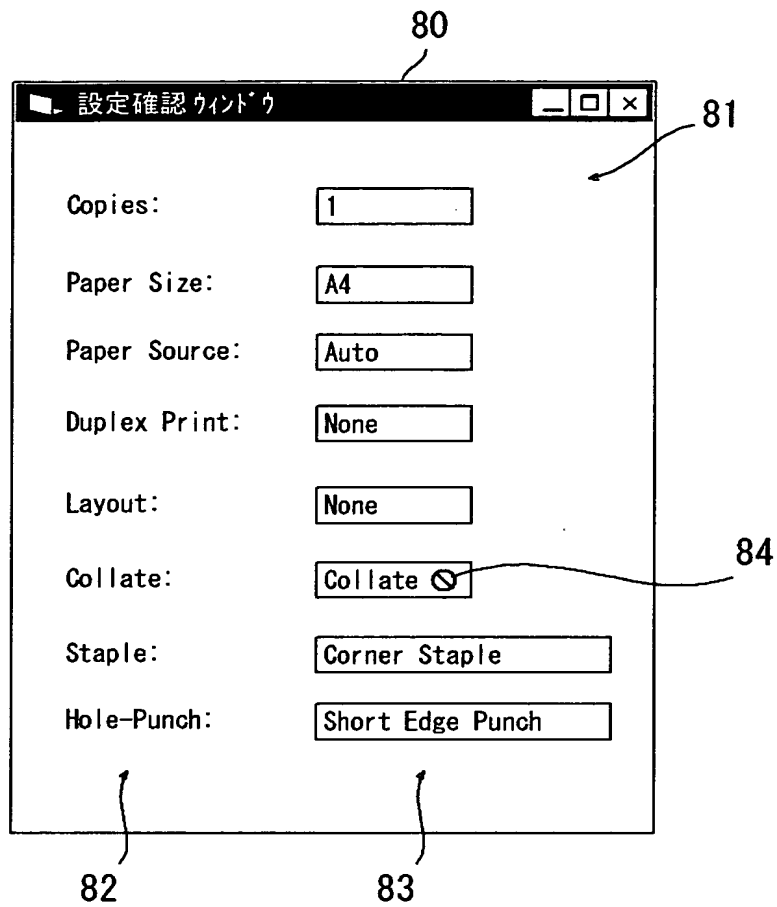 80
設定確認 ウィンドウ
81
Copies: 1
Paper Size: A4
Paper Source: Auto
Duplex Print: None
Layout: None
84
Collate: Collate
Staple: Corner Staple
Hole-Punch: Short Edge Punch
82 83